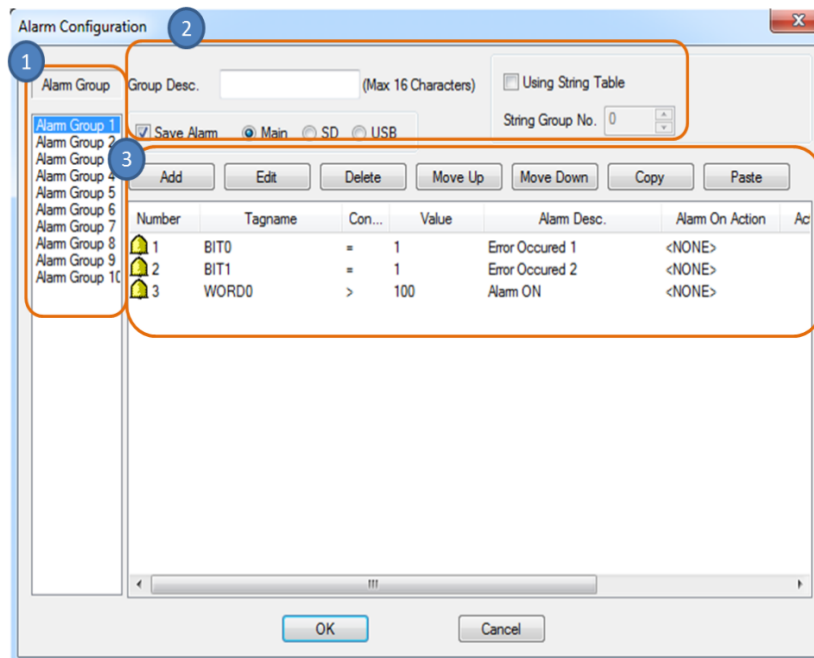 Alarm Configuration
2
x
1
Alarm Group
Group Desc.
(Max 16 Characters)
Using String Table
String Group No. 0
Save Alarm Main SD USB
Alarm Group 1
Alarm Group 2
Alarm Group
3
Alarm Group 4
Alarm Group 5
Alarm Group 6
Alarm Group 7
Alarm Group 8
Alarm Group 9
Alarm Group 10
Add Edit Delete Move Up Move Down Copy Paste
Number Tagname Con... Value Alarm Desc. Alarm On Action Ac
1 BIT0 = 1 Error Occured 1 <NONE>
2 BIT1 = 1 Error Occured 2 <NONE>
3 WORD0 > 100 Alarm ON <NONE>
OK Cancel